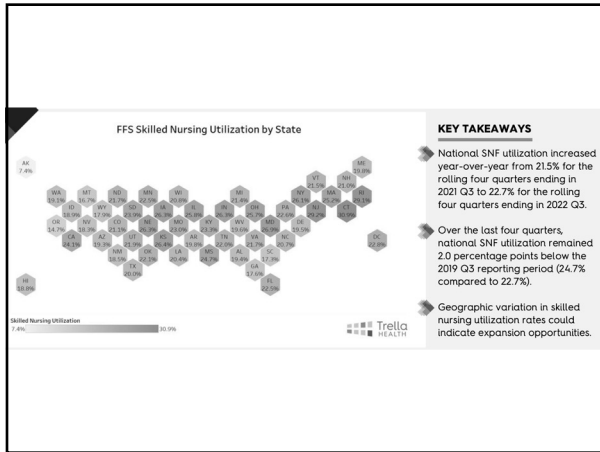 FFS Skilled Nursing Utilization by State
AK
7.4%
ME
19.8%
VT
21.5%
NH
21.0%
WA
19.1%
MT
16.7%
ND
21.7%
MN
22.5%
WI
20.8%
MI
21.4%
NY
26.1%
MA
25.2%
RI
29.1%
ID
18.9%
WY
17.9%
SD
23.9%
IA
26.3%
IL
25.8%
IN
26.3%
OH
25.7%
PA
22.6%
NJ
29.2%
CT
30.9%
OR
14.7%
NV
18.3%
CO
21.1%
NE
26.3%
MO
23.0%
KY
23.3%
WV
19.6%
MD
26.9%
DE
19.5%
DC
22.8%
CA
24.1%
AZ
19.3%
UT
21.9%
KS
26.4%
AR
19.8%
TN
22.0%
VA
21.7%
NC
20.7%
NM
18.5%
OK
22.1%
LA
20.4%
MS
24.7%
AL
19.4%
SC
17.3%
TX
20.0%
GA
17.6%
HI
18.8%
FL
22.5%
Skilled Nursing Utilization
7.4%
30.9%
Trella
HEALTH
KEY TAKEAWAYS
National SNF utilization increased
year-over-year from 21.5% for the
rolling four quarters ending in
2021 Q3 to 22.7% for the rolling
four quarters ending in 2022 Q3.
Over the last four quarters,
national SNF utilization remained
2.0 percentage points below the
2019 Q3 reporting period (24.7%
compared to 22.7%).
Geographic variation in skilled
nursing utilization rates could
indicate expansion opportunities.